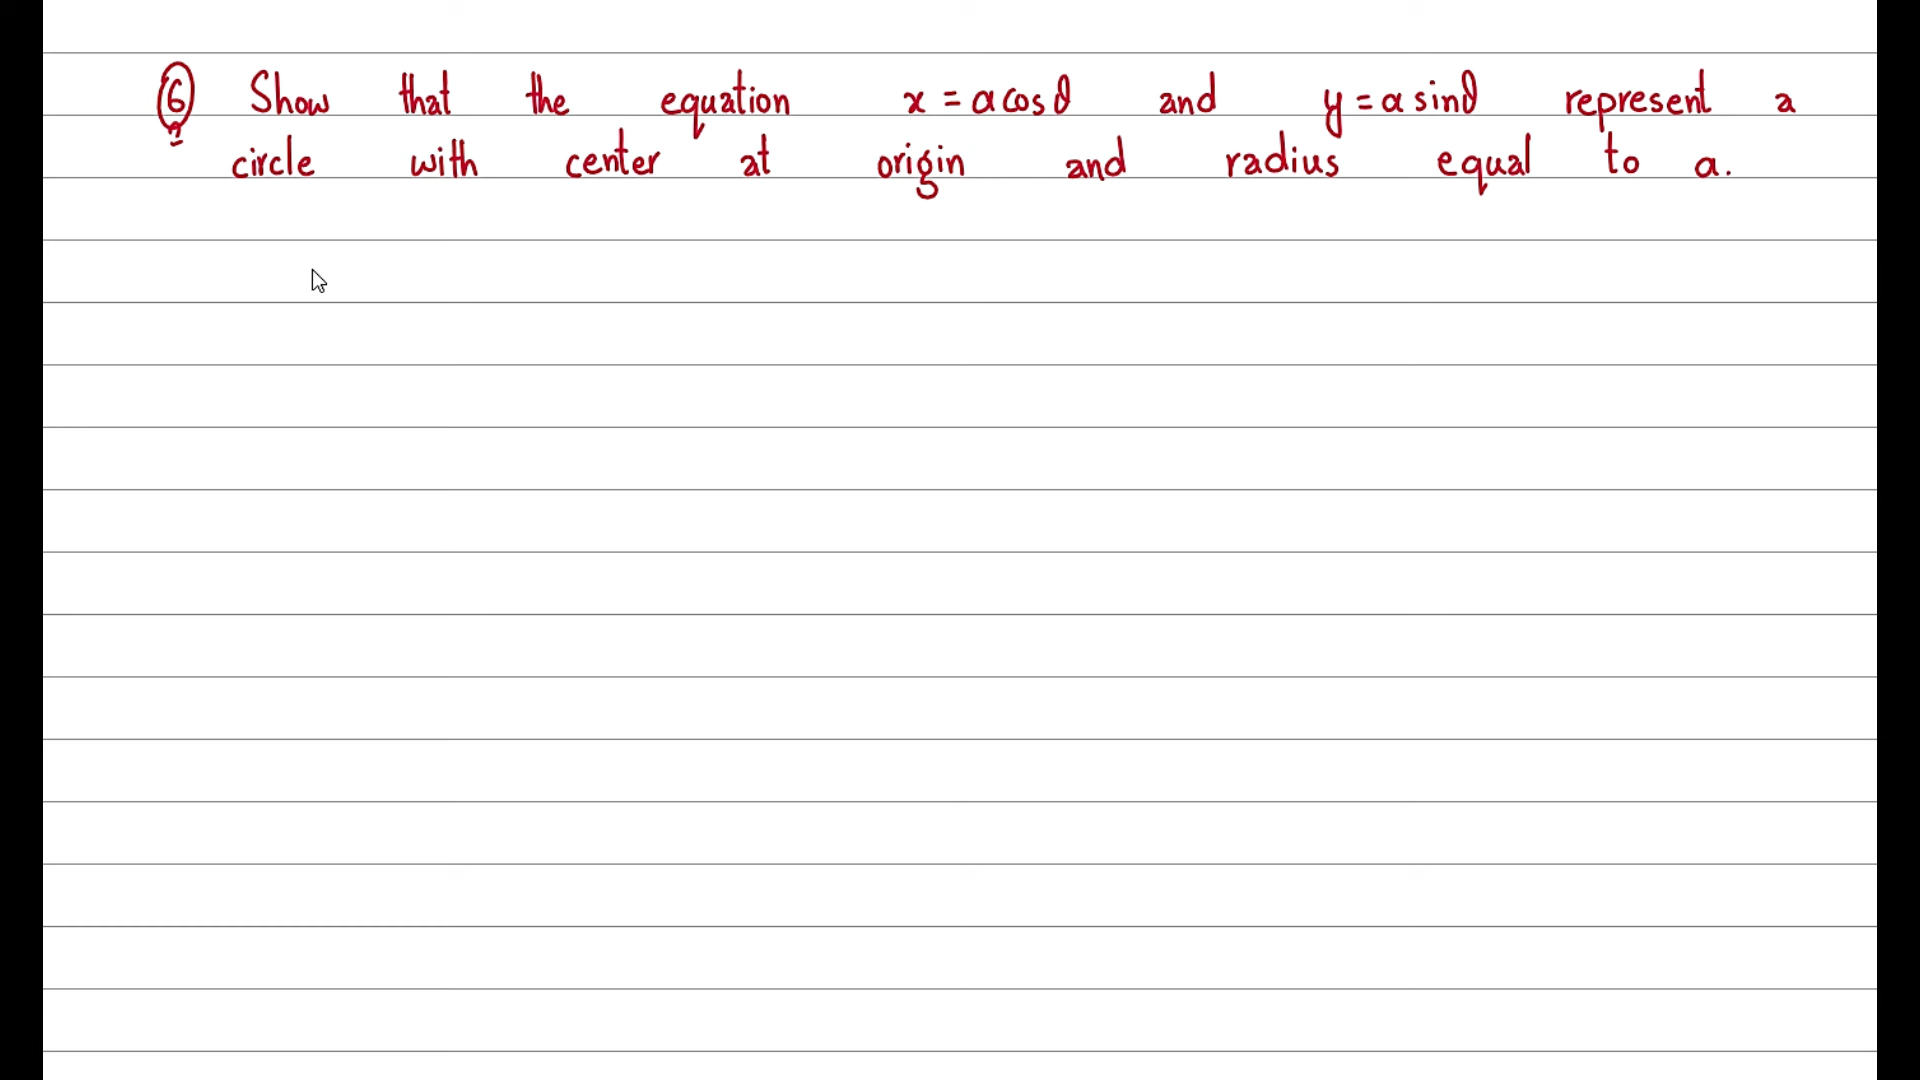 6 Show that the equation x = a cos θ and y = a sin θ represent a
circle with center at origin and radius equal to a.